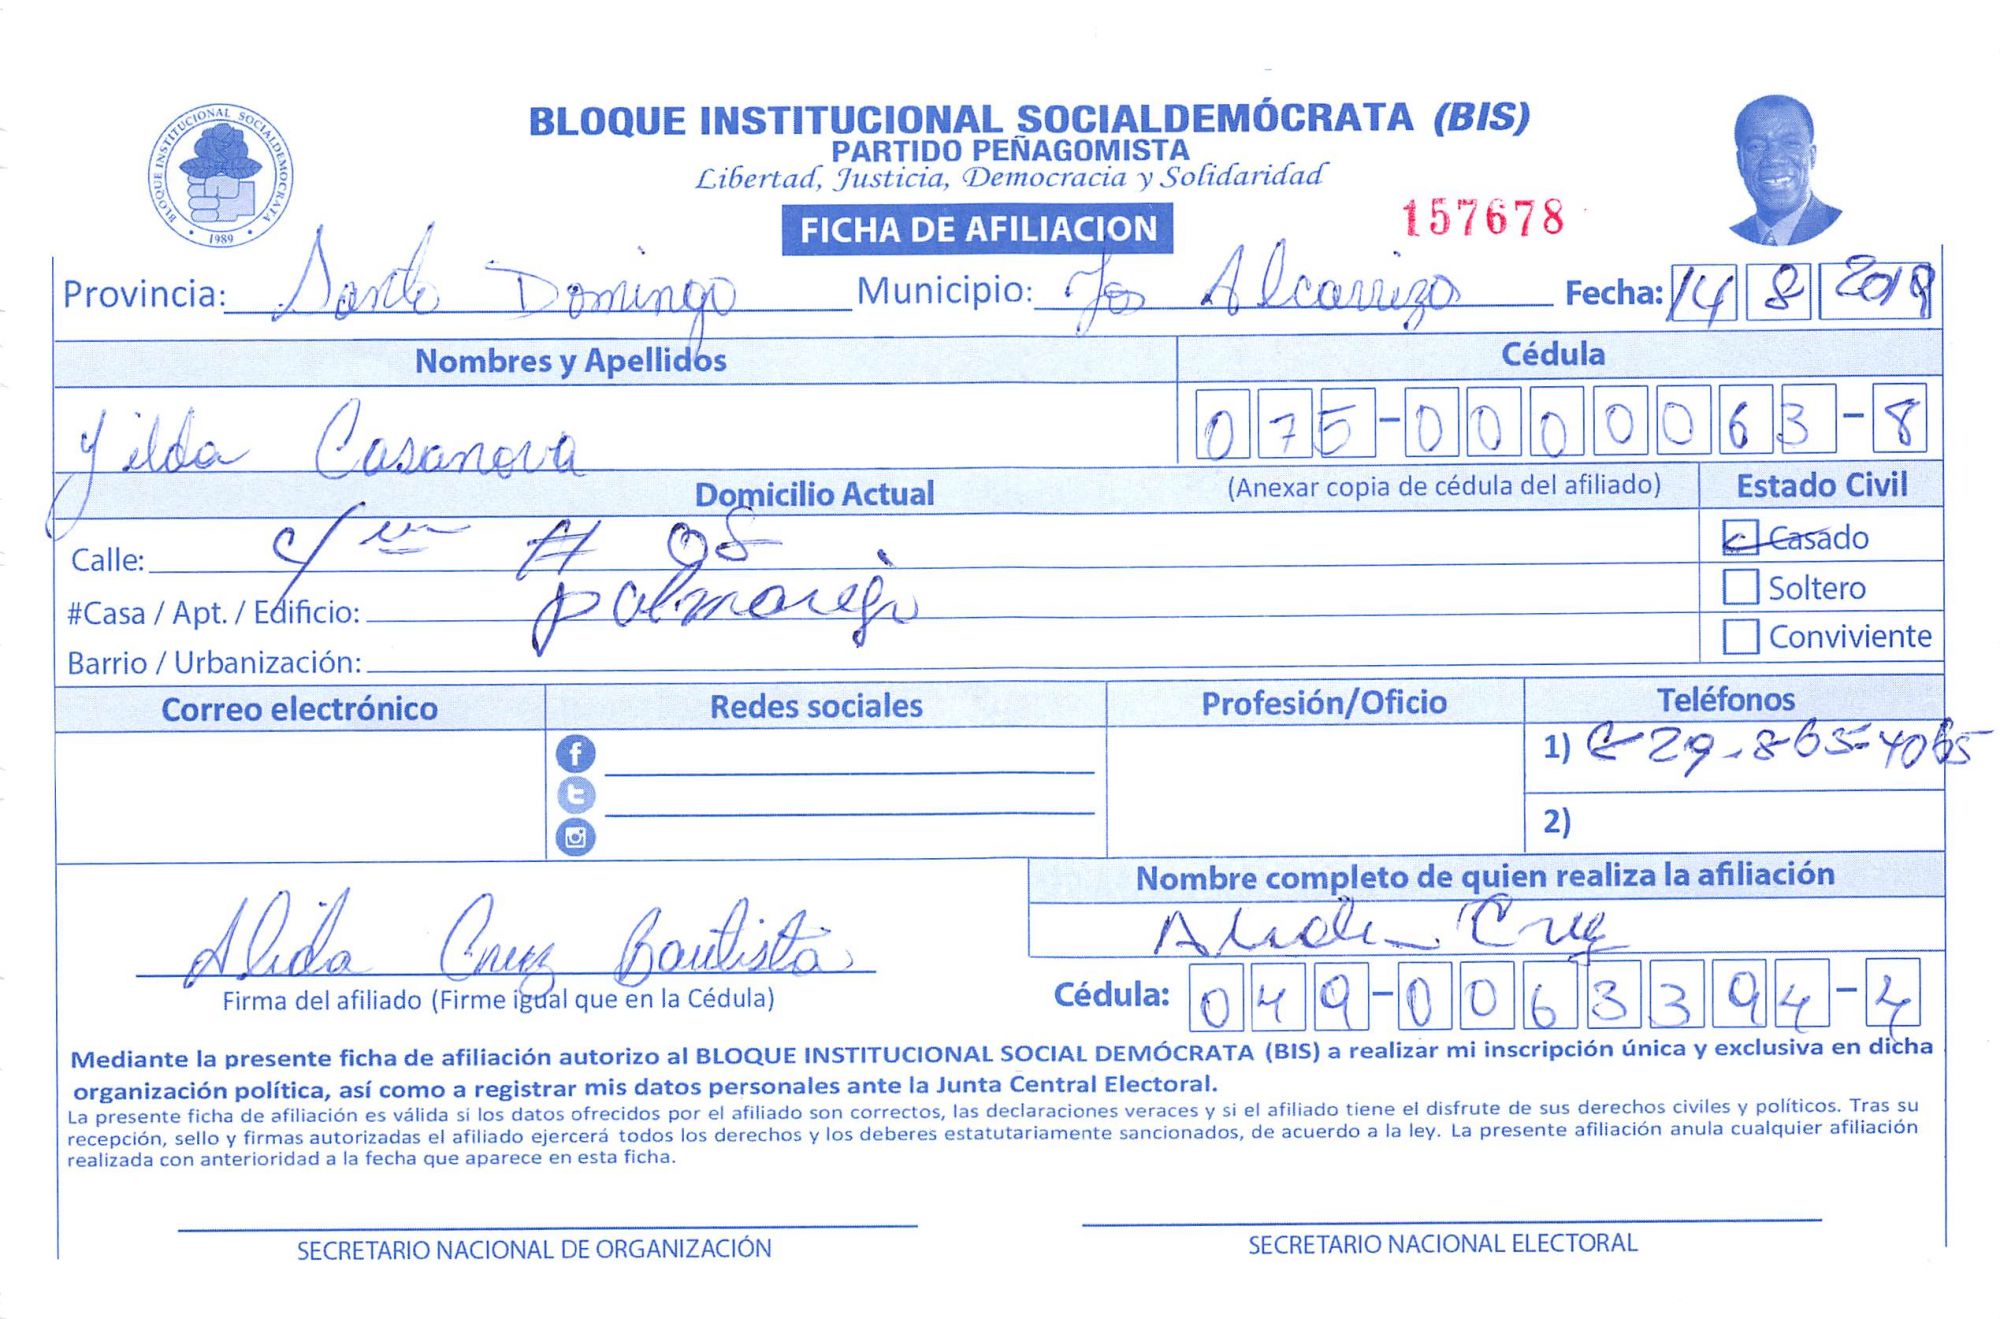 BLOQUE INSTITUCIONAL SOCIALDEMÓCRATA (BIS)
PARTIDO PEÑAGOMISTA
Libertad, Justicia, Democracia y Solidaridad
BLOQUE INSTITUCIONAL SOCIALDEMOCRATA
1989
FICHA DE AFILIACION
157678
Provincia: Santo Domingo Municipio: Los Alcarrizo Fecha: 14 8 2019
Nombres y Apellidos Cédula
Yilda Casanova 075-0000063-8
Domicilio Actual (Anexar copia de cédula del afiliado) Estado Civil
Calle: # 08 Casado
#Casa / Apt. / Edificio: palmarejo Soltero
Barrio / Urbanización: Conviviente
Correo electrónico Redes sociales Profesión/Oficio Teléfonos
1) 829-865-4065
2)
Nombre completo de quien realiza la afiliación
Alida Cruz Bautista
Cruz
Firma del afiliado (Firme igual que en la Cédula) Cédula: 049-0063394-4
Mediante la presente ficha de afiliación autorizo al BLOQUE INSTITUCIONAL SOCIAL DEMÓCRATA (BIS) a realizar mi inscripción única y exclusiva en dicha
organización política, así como a registrar mis datos personales ante la Junta Central Electoral.
La presente ficha de afiliación es válida si los datos ofrecidos por el afiliado son correctos, las declaraciones veraces y si el afiliado tiene el disfrute de sus derechos civiles y políticos. Tras su
recepción, sello y firmas autorizadas el afiliado ejercerá todos los derechos y los deberes estatutariamente sancionados, de acuerdo a la ley. La presente afiliación anula cualquier afiliación
realizada con anterioridad a la fecha que aparece en esta ficha.
SECRETARIO NACIONAL DE ORGANIZACIÓN SECRETARIO NACIONAL ELECTORAL